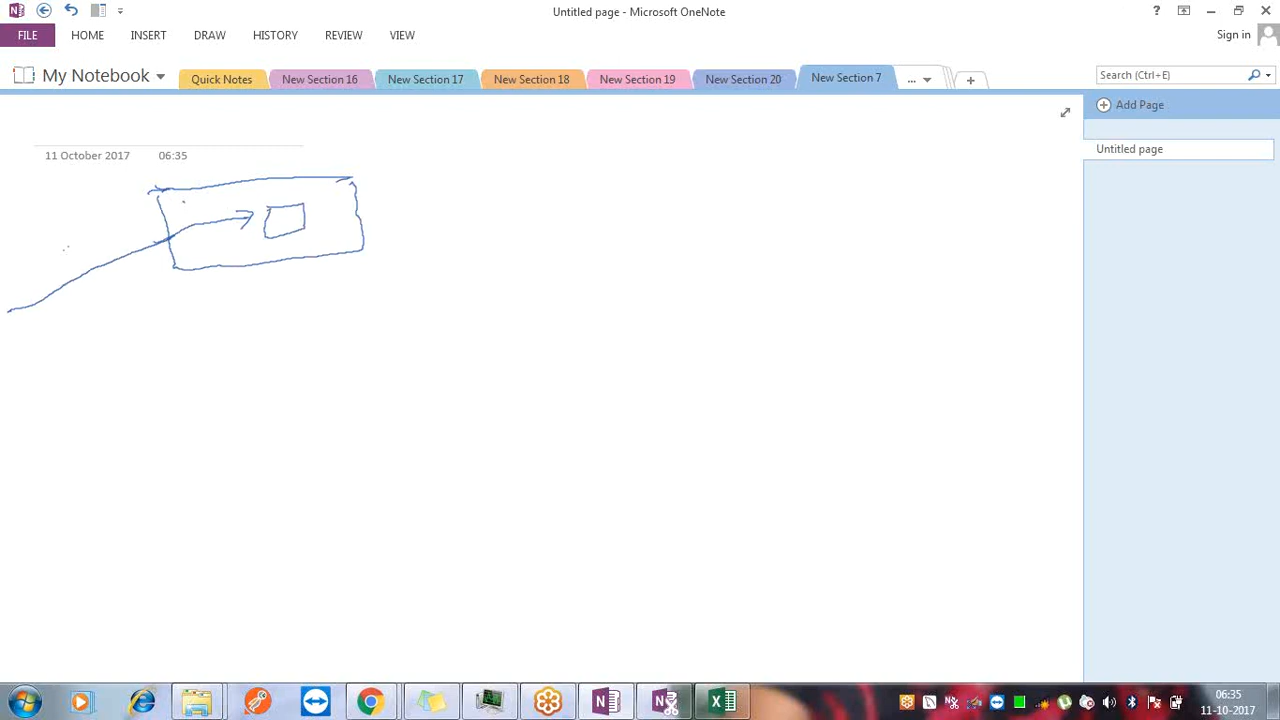 Untitled page - Microsoft OneNote
FILE HOME INSERT DRAW HISTORY REVIEW VIEW
Sign in
My Notebook
Quick Notes New Section 16 New Section 17 New Section 18 New Section 19 New Section 20 New Section 7 ...
Search (Ctrl+E)
Add Page
Untitled page
11 October 2017 06:35
06:35
11-10-2017